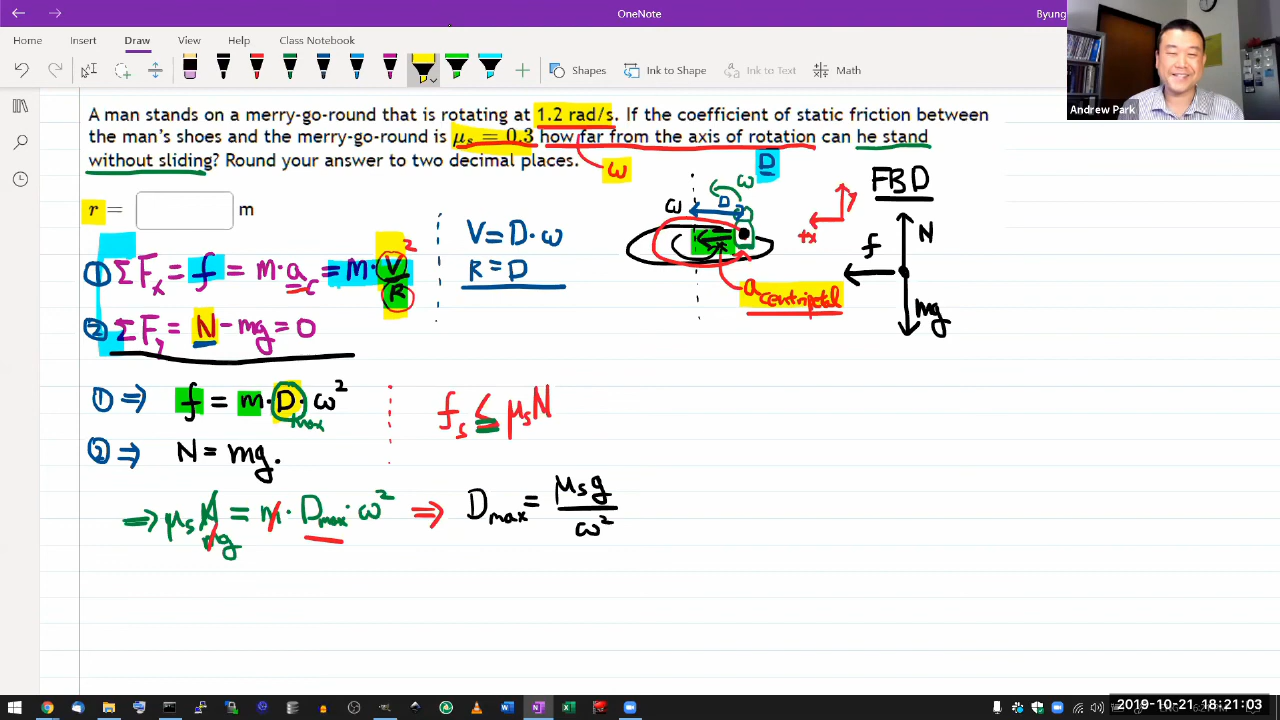 OneNote
Byung
Home Insert Draw View Help Class Notebook
Shapes Ink to Shape Ink to Text Math
Andrew Park
A man stands on a merry-go-round that is rotating at 1.2 rad/s. If the coefficient of static friction between
the man's shoes and the merry-go-round is μs = 0.3 how far from the axis of rotation can he stand
without sliding? Round your answer to two decimal places.
ω
D
r = m
ω
ω D
+x y
FBD
f N
mg
a centripetal
V = D·ω
R = D
① ΣFx = f = m·ac = m·V²/R
② ΣFy = N - mg = 0
① ⇒ f = m·D·ω²
max
fs ≤ μsN
② ⇒ N = mg.
⇒ μsN = m·Dmax·ω² ⇒ Dmax = μsg/ω²
mg
2019-10-21 18:21:03